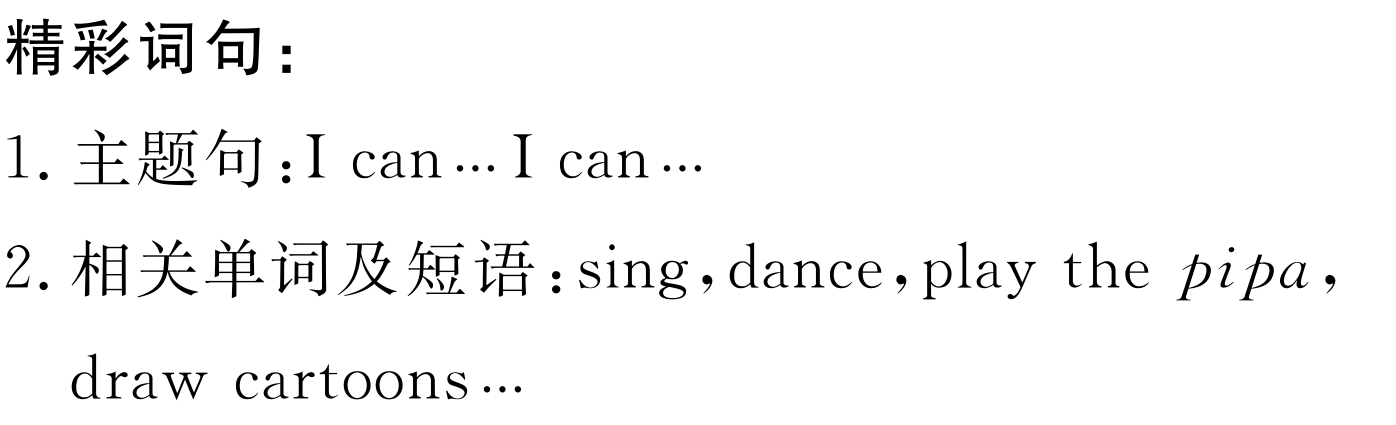 精彩词句：
1. 主题句：I can… I can…
2. 相关单词及短语：sing，dance，play the pipa，
draw cartoons…